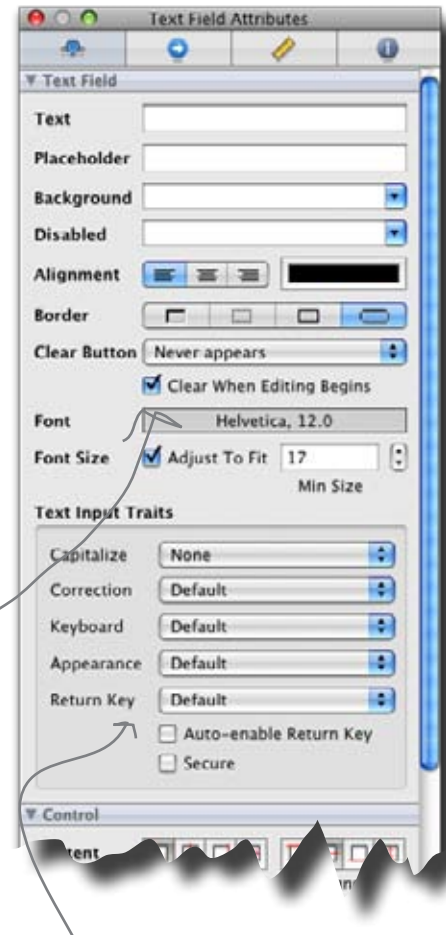 Text Field Attributes
Text Field
Text
Placeholder
Background
Disabled
Alignment
Border
Clear Button Never appears
Clear When Editing Begins
Font Helvetica, 12.0
Font Size Adjust To Fit 17
Min Size
Text Input Traits
Capitalize None
Correction Default
Keyboard Default
Appearance Default
Return Key Default
Auto-enable Return Key
Secure
Control